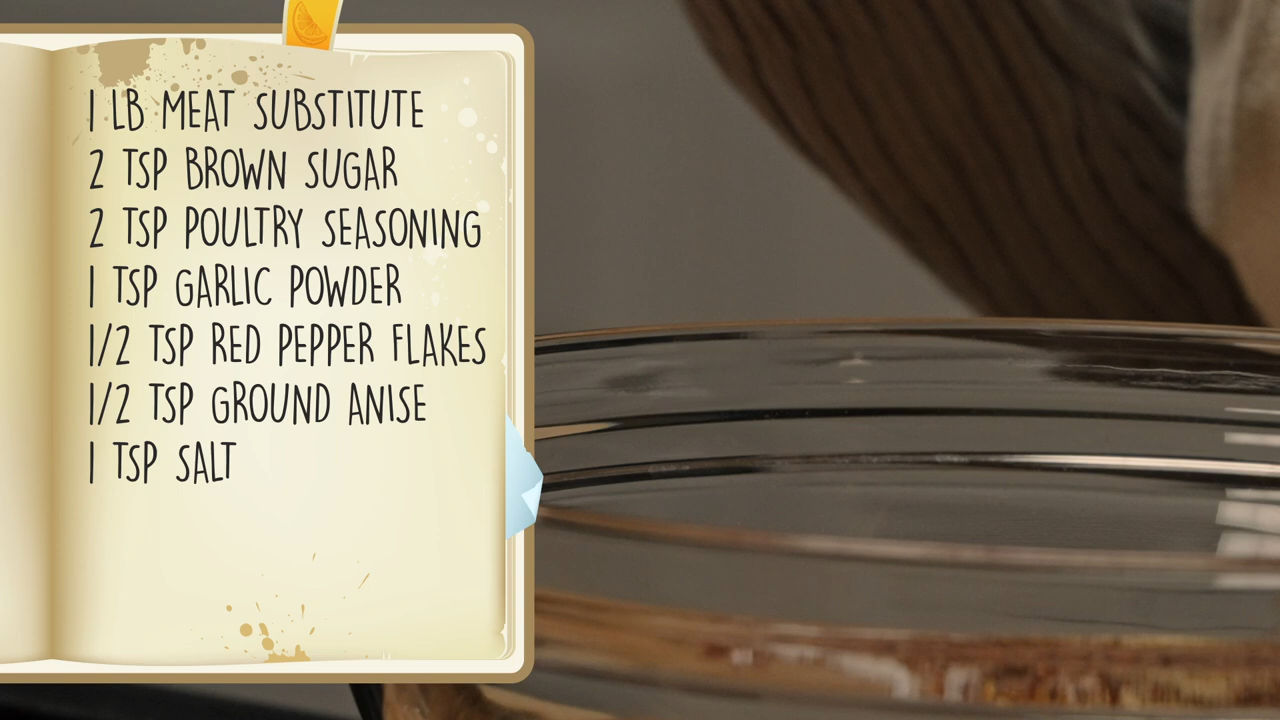 1 LB MEAT SUBSTITUTE
2 TSP BROWN SUGAR
2 TSP POULTRY SEASONING
1 TSP GARLIC POWDER
1/2 TSP RED PEPPER FLAKES
1/2 TSP GROUND ANISE
1 TSP SALT